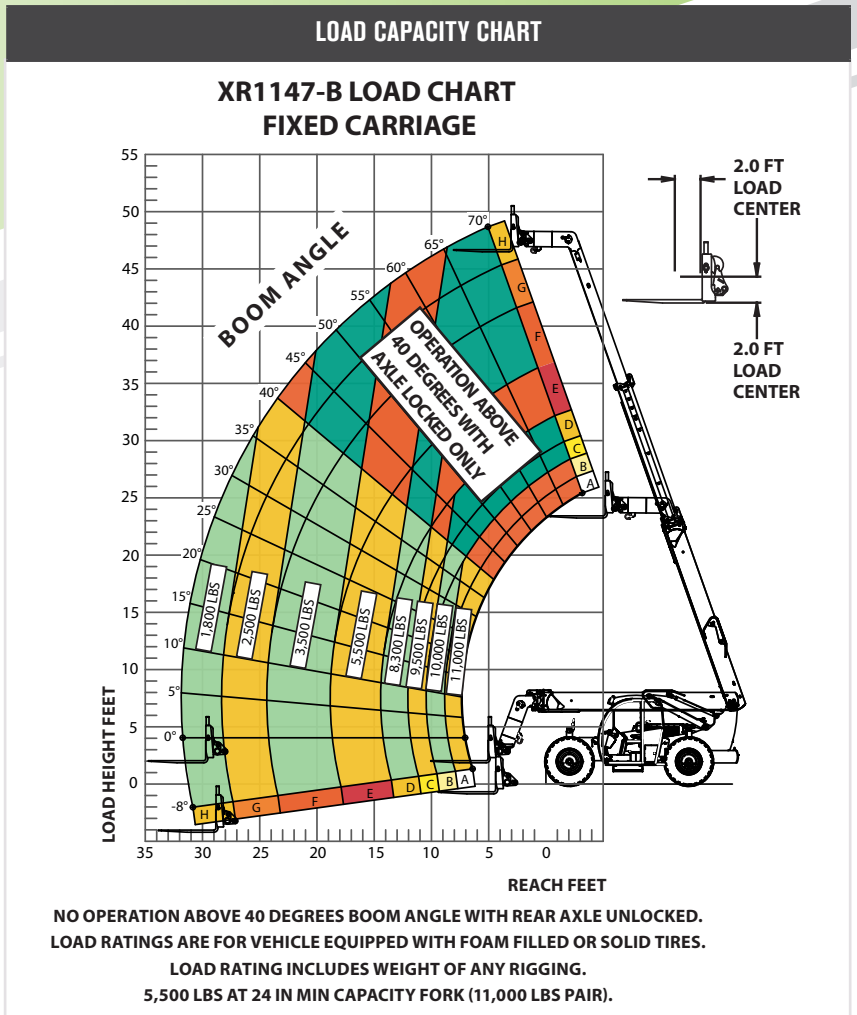 LOAD CAPACITY CHART
XR1147-B LOAD CHART
FIXED CARRIAGE
55
50
45
40
35
30
25
20
15
10
5
0
LOAD HEIGHT FEET
BOOM ANGLE
70°
65°
60°
55°
50°
45°
40°
35°
30°
25°
20°
15°
10°
5°
0°
-8°
H
G
F
E
D
C
B
A
OPERATION ABOVE
40 DEGREES WITH
AXLE LOCKED ONLY
1,800 LBS
2,500 LBS
3,500 LBS
5,500 LBS
8,300 LBS
9,500 LBS
10,000 LBS
11,000 LBS
H G F E D C B A
35 30 25 20 15 10 5 0
REACH FEET
2.0 FT
LOAD
CENTER
2.0 FT
LOAD
CENTER
NO OPERATION ABOVE 40 DEGREES BOOM ANGLE WITH REAR AXLE UNLOCKED.
LOAD RATINGS ARE FOR VEHICLE EQUIPPED WITH FOAM FILLED OR SOLID TIRES.
LOAD RATING INCLUDES WEIGHT OF ANY RIGGING.
5,500 LBS AT 24 IN MIN CAPACITY FORK (11,000 LBS PAIR).